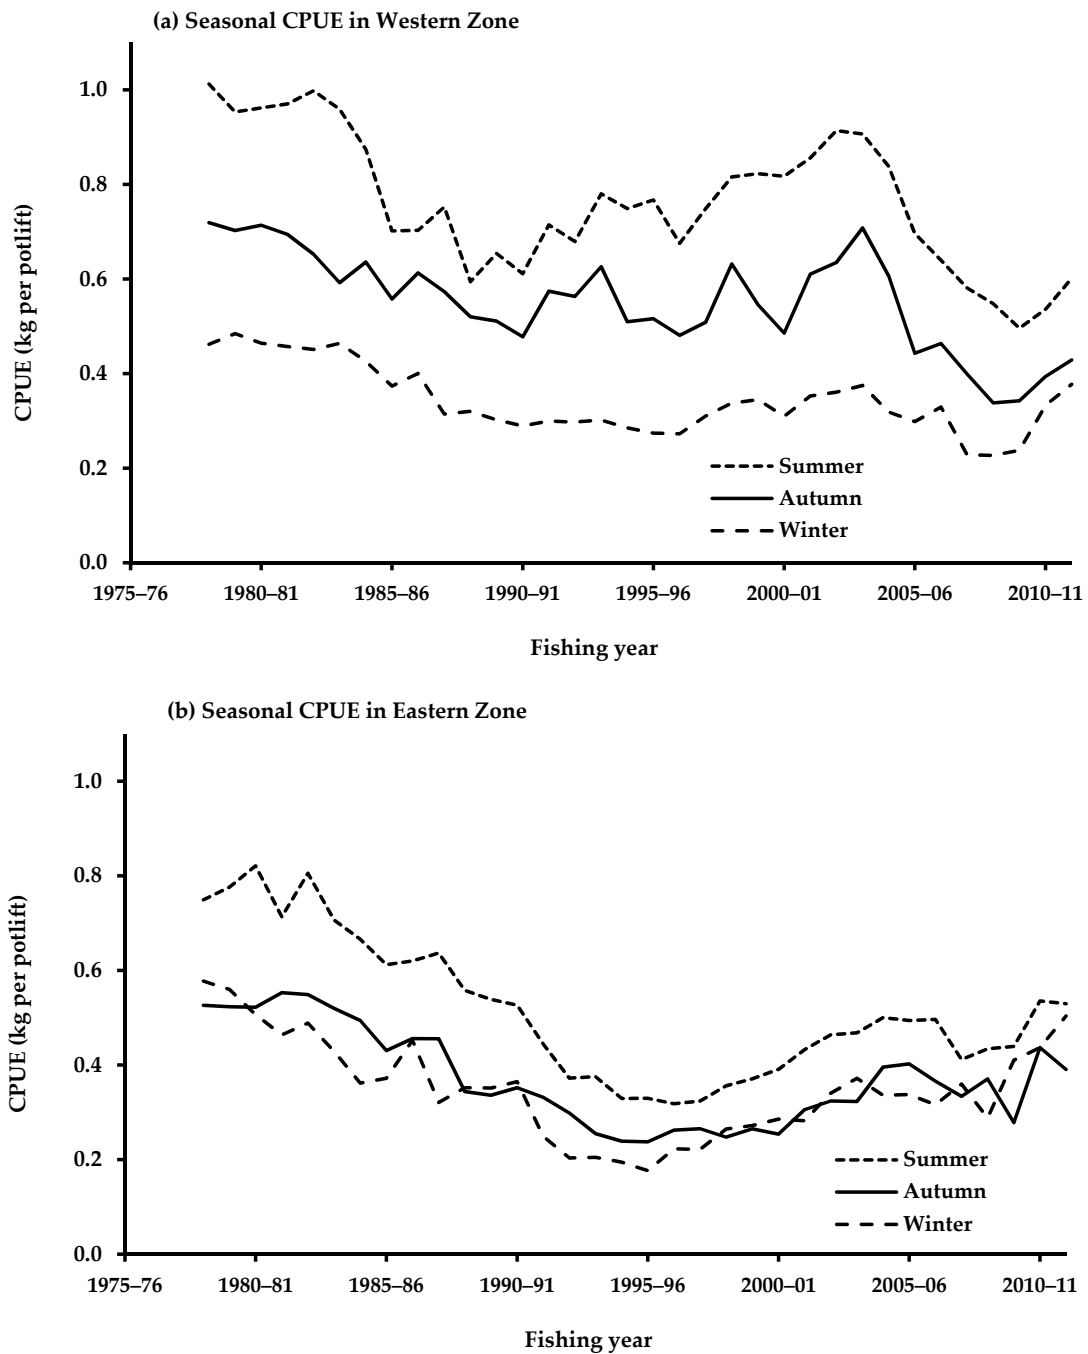 (a) Seasonal CPUE in Western Zone
1.0
0.8
0.6
0.4
0.2
0.0
CPUE (kg per potlift)
Summer
Autumn
Winter
1975–76 1980–81 1985–86 1990–91 1995–96 2000–01 2005–06 2010–11
Fishing year
(b) Seasonal CPUE in Eastern Zone
1.0
0.8
0.6
0.4
0.2
0.0
CPUE (kg per potlift)
Summer
Autumn
Winter
1975–76 1980–81 1985–86 1990–91 1995–96 2000–01 2005–06 2010–11
Fishing year